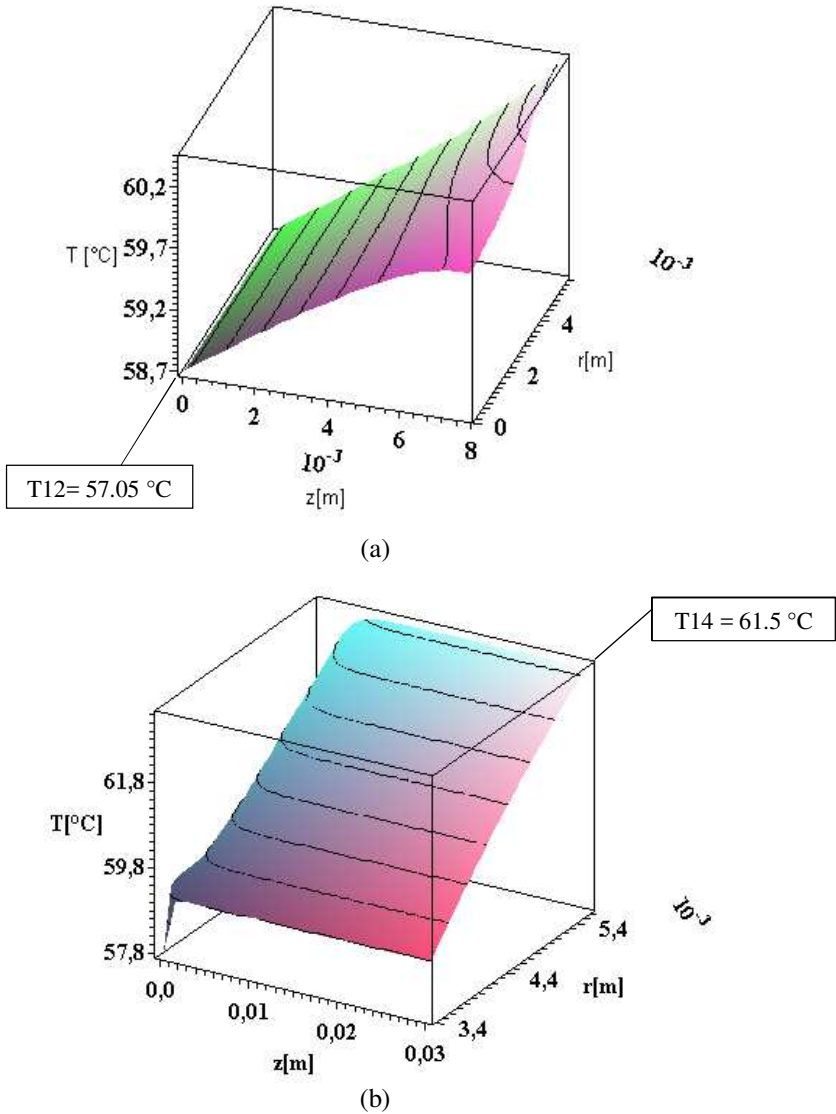 60,2
T [°C] 59,7
59,2
58,7
0
2
4
6
8
10⁻³
z[m]
0
2
4
r[m]
10⁻³
T12= 57.05 °C
(a)
T14 = 61.5 °C
61,8
T[°C]
59,8
57,8
0,0
0,01
0,02
0,03
z[m]
3,4
4,4
5,4
r[m]
10⁻³
(b)